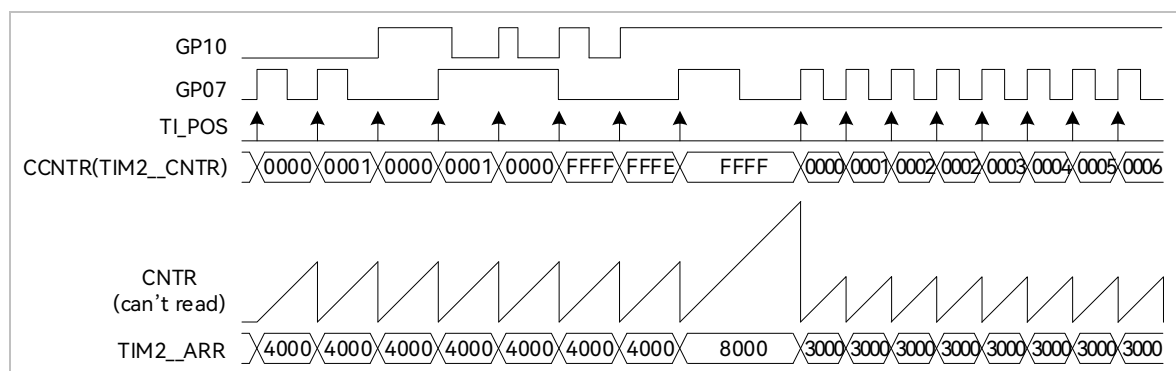 GP10
GP07
TI_POS
CCNTR(TIM2__CNTR) 0000 0001 0000 0001 0000 FFFF FFFE FFFF 0000 0001 0002 0002 0003 0004 0005 0006
CNTR
(can't read)
TIM2__ARR 4000 4000 4000 4000 4000 4000 4000 8000 3000 3000 3000 3000 3000 3000 3000 3000